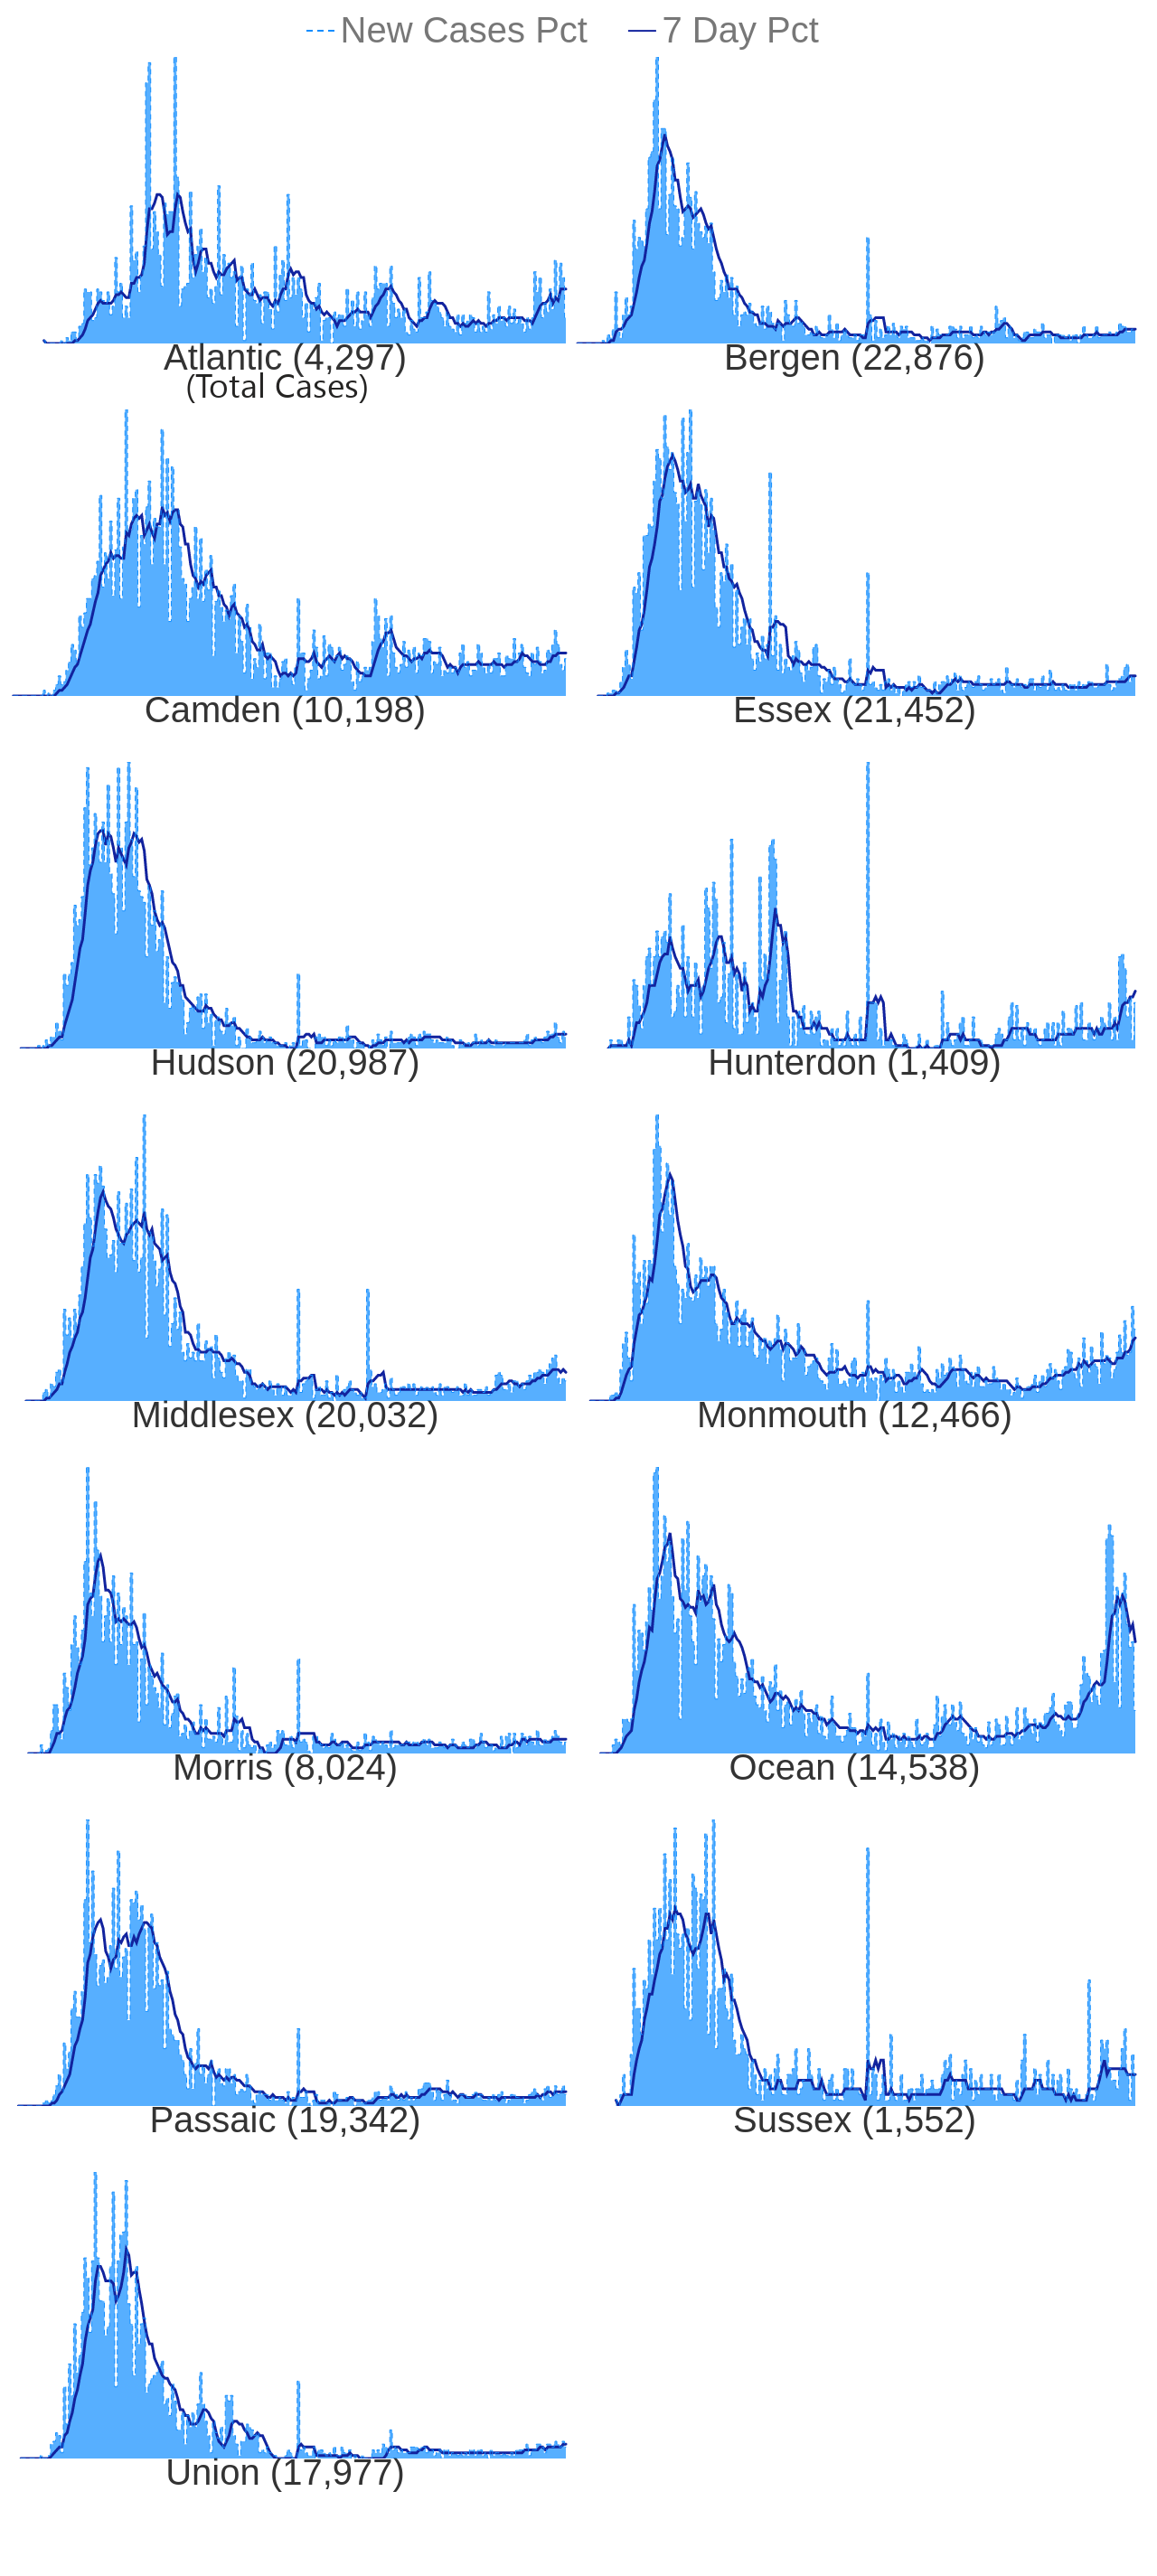 New Cases Pct 7 Day Pct
Atlantic (4,297) Bergen (22,876)
(Total Cases)
Camden (10,198) Essex (21,452)
Hudson (20,987) Hunterdon (1,409)
Middlesex (20,032) Monmouth (12,466)
Morris (8,024) Ocean (14,538)
Passaic (19,342) Sussex (1,552)
Union (17,977)